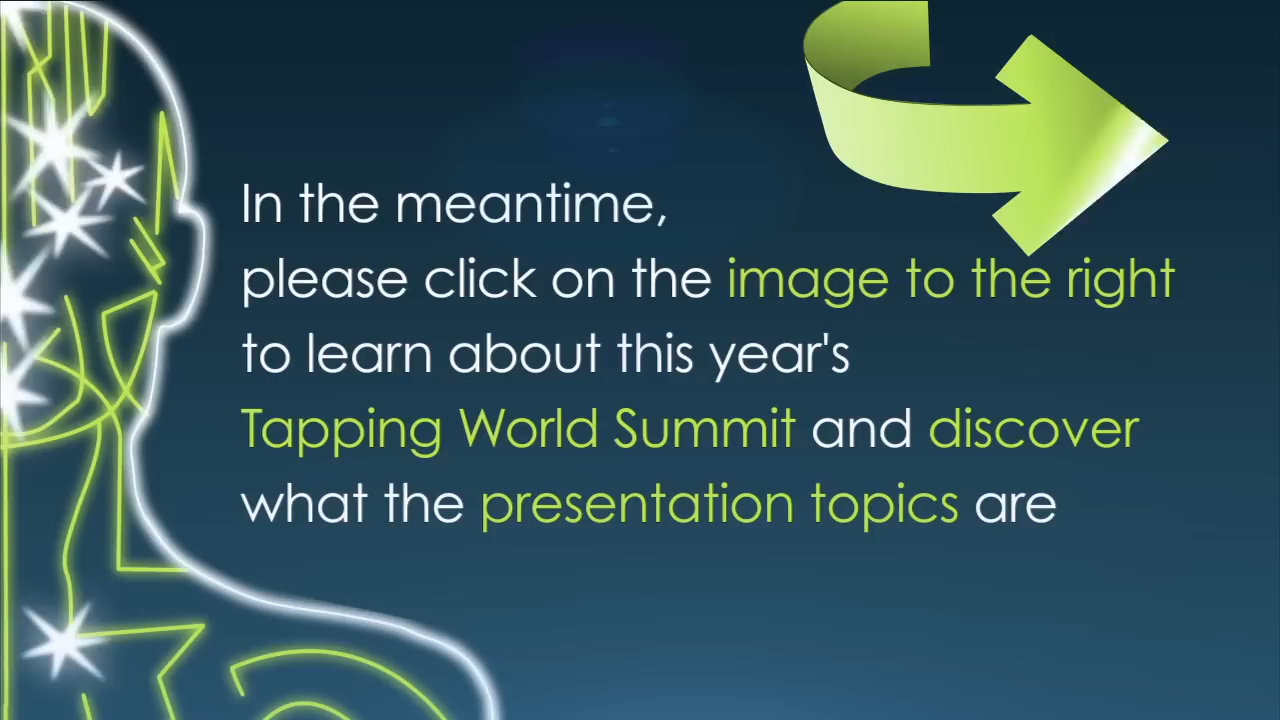 In the meantime,
please click on the image to the right
to learn about this year's
Tapping World Summit and discover
what the presentation topics are